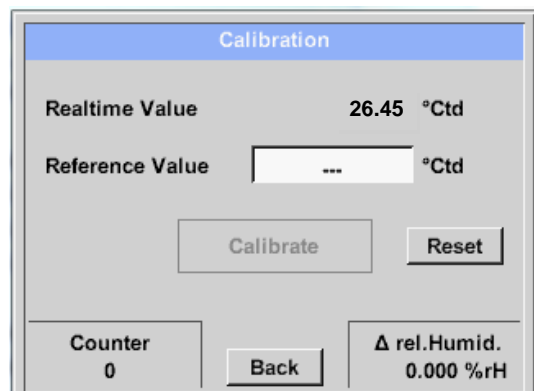 Calibration
Realtime Value 26.45 °Ctd
Reference Value --- °Ctd
Calibrate Reset
Counter Δ rel.Humid.
0 Back 0.000 %rH